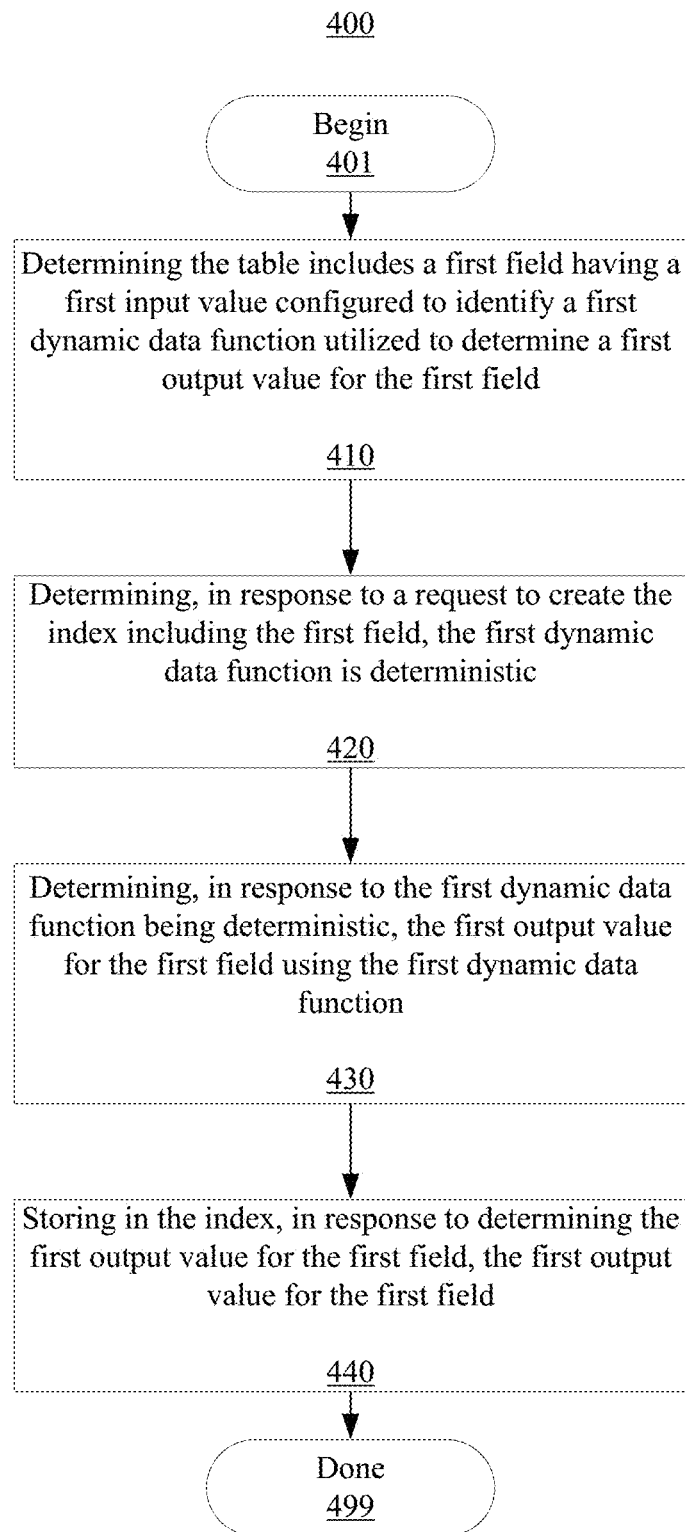 400
Begin
401
Determining the table includes a first field having a
first input value configured to identify a first
dynamic data function utilized to determine a first
output value for the first field
410
Determining, in response to a request to create the
index including the first field, the first dynamic
data function is deterministic
420
Determining, in response to the first dynamic data
function being deterministic, the first output value
for the first field using the first dynamic data
function
430
Storing in the index, in response to determining the
first output value for the first field, the first output
value for the first field
440
Done
499